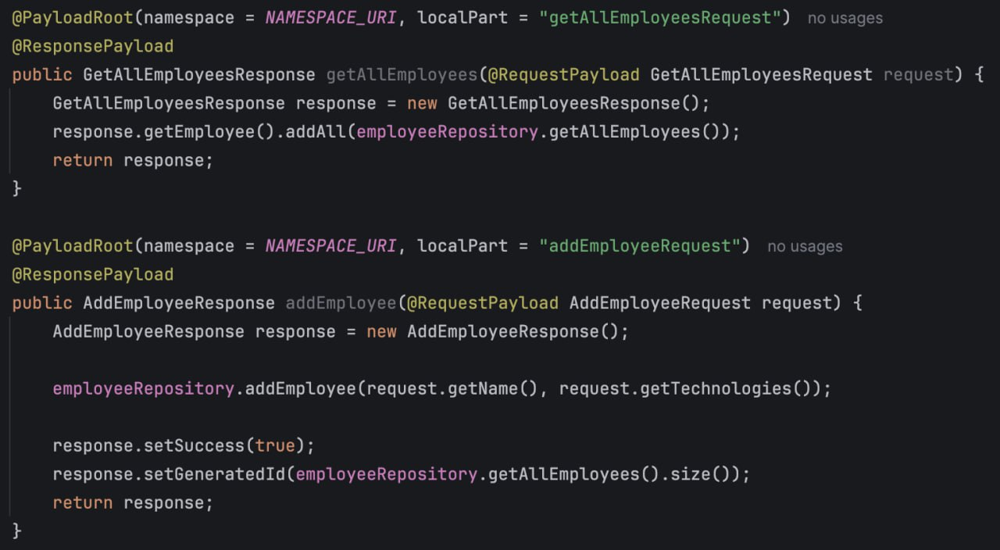 @PayloadRoot(namespace = NAMESPACE_URI, localPart = "getAllEmployeesRequest") no usages
@ResponsePayload
public GetAllEmployeesResponse getAllEmployees(@RequestPayload GetAllEmployeesRequest request) {
GetAllEmployeesResponse response = new GetAllEmployeesResponse();
response.getEmployee().addAll(employeeRepository.getAllEmployees());
return response;
}
@PayloadRoot(namespace = NAMESPACE_URI, localPart = "addEmployeeRequest") no usages
@ResponsePayload
public AddEmployeeResponse addEmployee(@RequestPayload AddEmployeeRequest request) {
AddEmployeeResponse response = new AddEmployeeResponse();
employeeRepository.addEmployee(request.getName(), request.getTechnologies());
response.setSuccess(true);
response.setGeneratedId(employeeRepository.getAllEmployees().size());
return response;
}